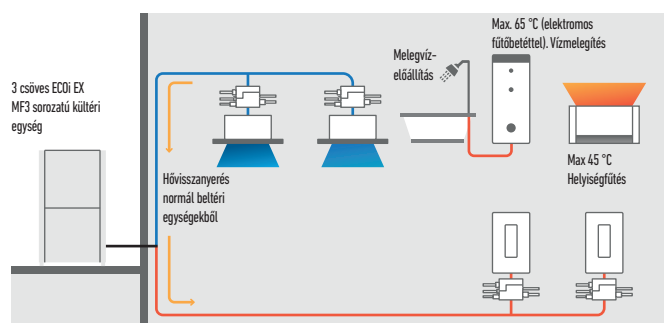 3 csöves ECOi EX
MF3 sorozatú kültéri
egység
Hővisszanyerés
normál beltéri
egységekből
Melegvíz-
előállítás
Max. 65 °C (elektromos
fűtőbetéttel). Vízmelegítés
Max 45 °C
Helyiségfűtés